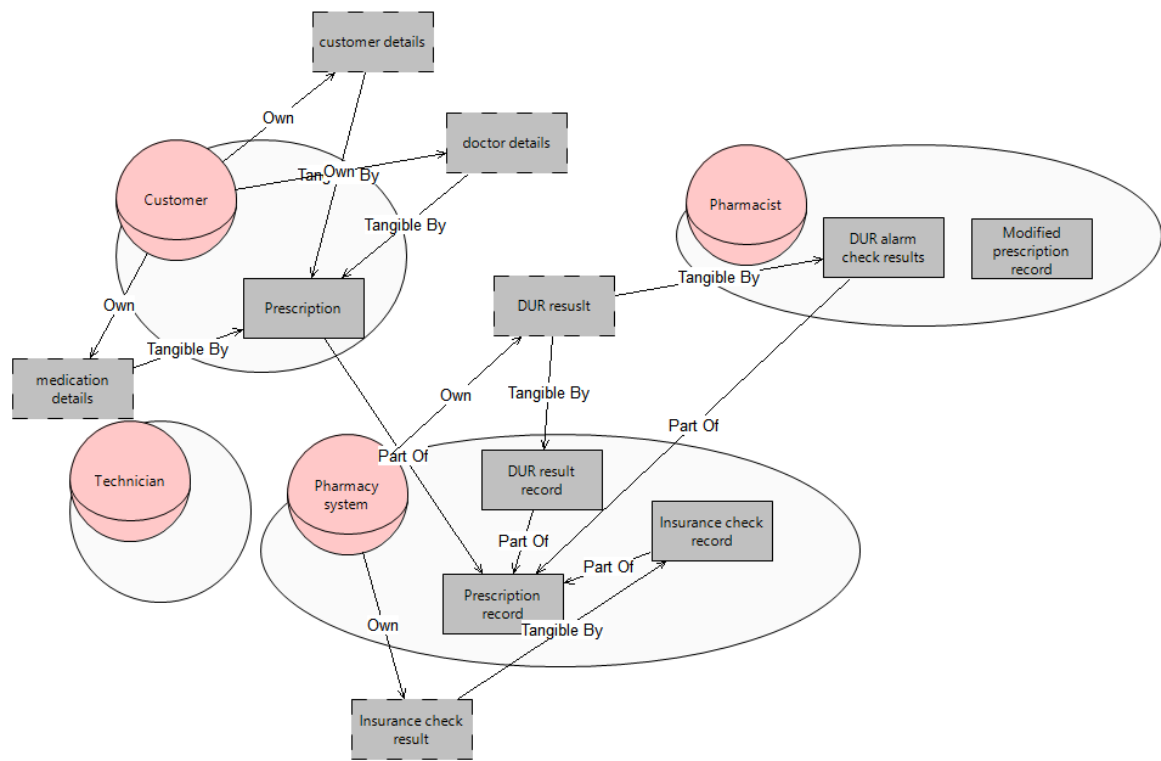 customer details
Own
doctor details
Customer
Tangible By
Own
Pharmacist
Tangible By
DUR alarm
check results
Modified
prescription
record
Tangible By
Prescription
DUR resuslt
Own
Tangible By
medication
details
Tangible By
Own
Part Of
Part Of
Technician
Pharmacy
system
DUR result
record
Insurance check
record
Part Of
Part Of
Prescription
record
Own
Tangible By
Insurance check
result